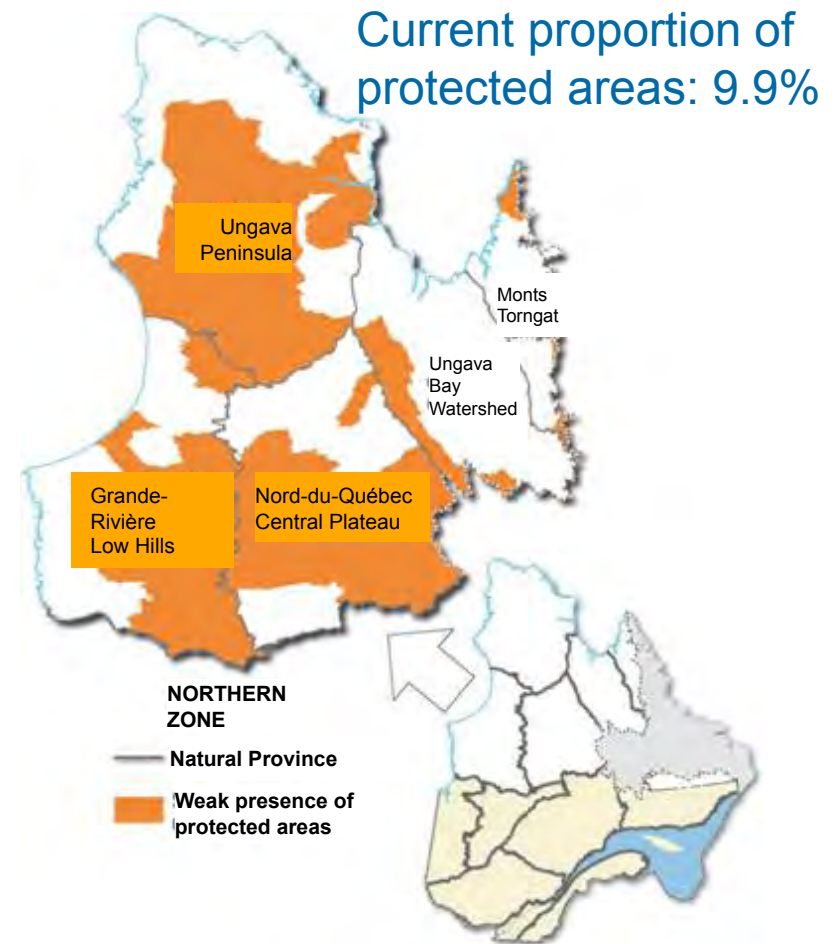 Current proportion of
protected areas: 9.9%
Ungava
Peninsula
Monts
Torngat
Ungava
Bay
Watershed
Grande-
Rivière
Low Hills
Nord-du-Québec
Central Plateau
NORTHERN
ZONE
Natural Province
Weak presence of
protected areas